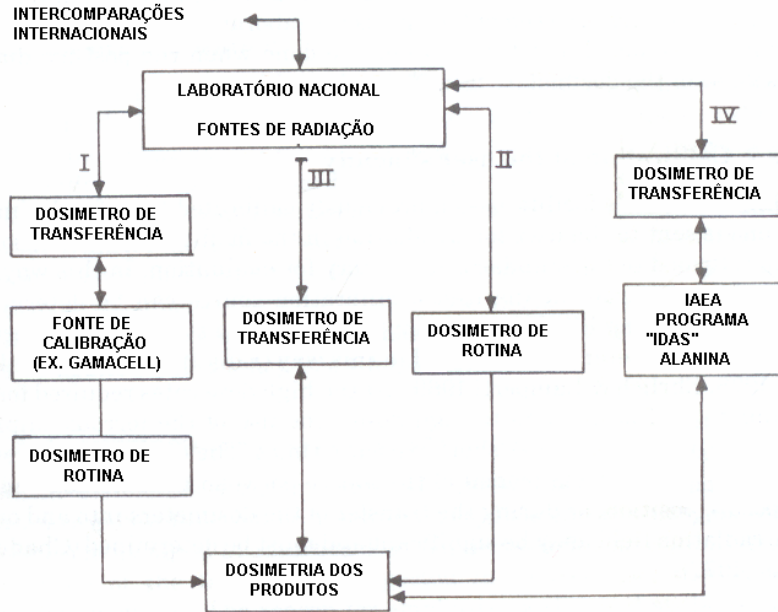 INTERCOMPARAÇÕES
INTERNACIONAIS
LABORATÓRIO NACIONAL
FONTES DE RADIAÇÃO
I
III
II
IV
DOSIMETRO DE
TRANSFERÊNCIA
DOSIMETRO DE
TRANSFERÊNCIA
FONTE DE
CALIBRAÇÃO
(EX. GAMACELL)
DOSIMETRO DE
TRANSFERÊNCIA
DOSIMETRO DE
ROTINA
IAEA
PROGRAMA
"IDAS"
ALANINA
DOSIMETRO DE
ROTINA
DOSIMETRIA DOS
PRODUTOS